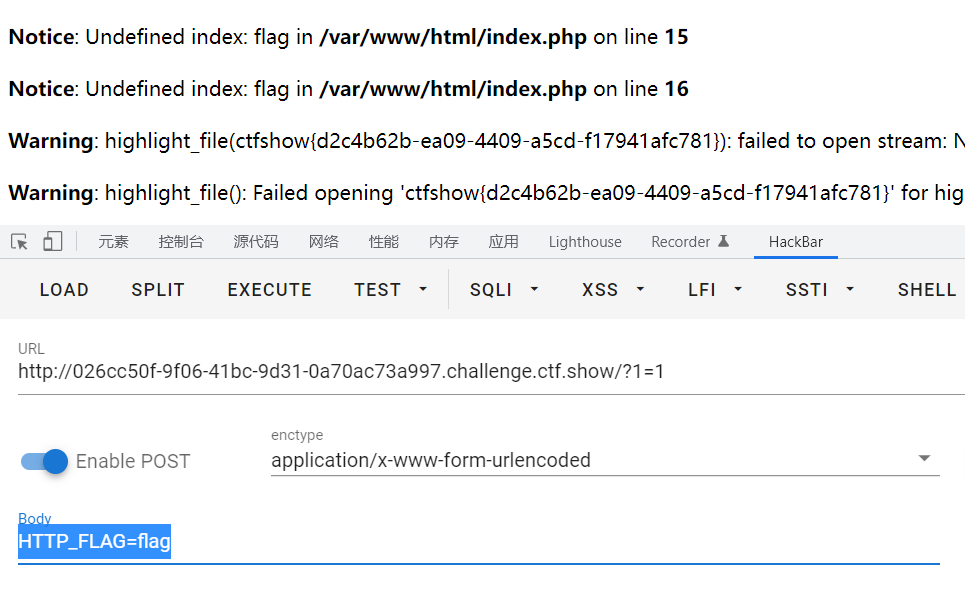 Notice: Undefined index: flag in /var/www/html/index.php on line 15
Notice: Undefined index: flag in /var/www/html/index.php on line 16
Warning: highlight_file(ctfshow{d2c4b62b-ea09-4409-a5cd-f17941afc781}): failed to open stream: N
Warning: highlight_file(): Failed opening 'ctfshow{d2c4b62b-ea09-4409-a5cd-f17941afc781}' for hig
元素 控制台 源代码 网络 性能 内存 应用 Lighthouse Recorder HackBar
LOAD SPLIT EXECUTE TEST SQLI XSS LFI SSTI SHELL
URL
http://026cc50f-9f06-41bc-9d31-0a70ac73a997.challenge.ctf.show/?1=1
enctype
Enable POST application/x-www-form-urlencoded
Body
HTTP_FLAG=flag